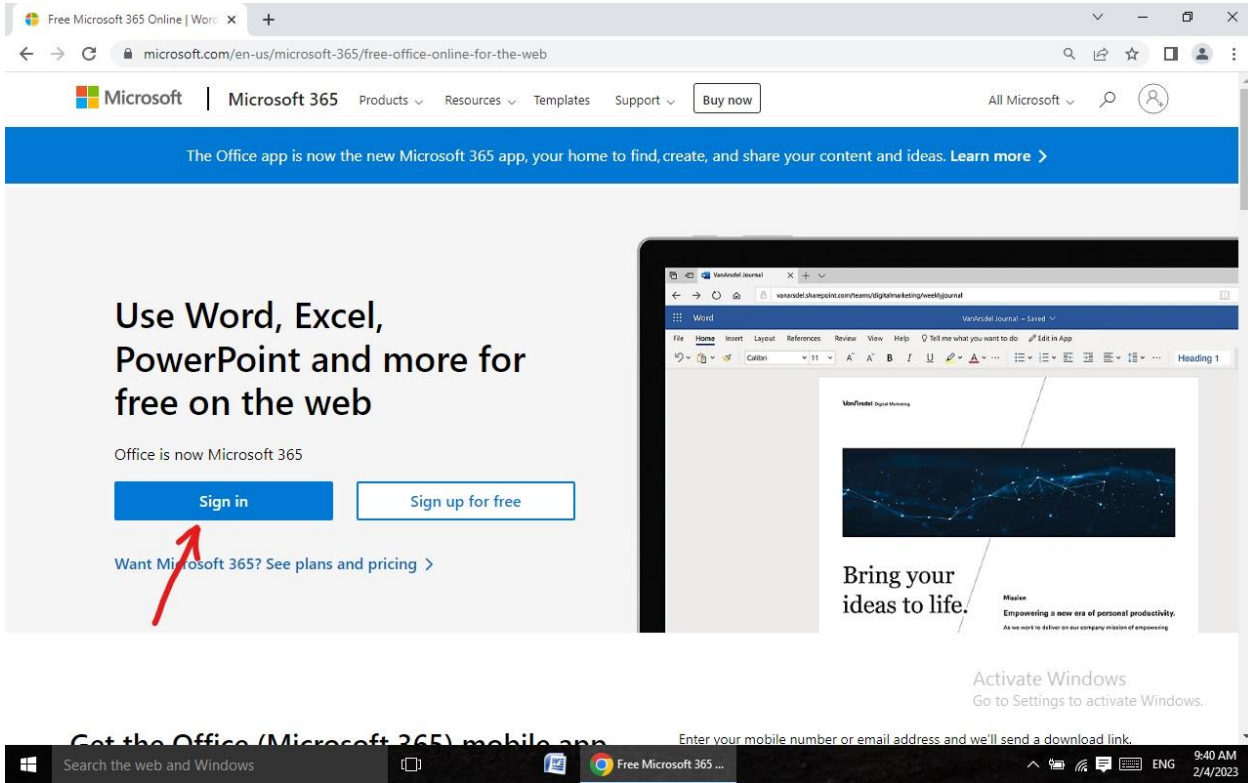 Free Microsoft 365 Online | Word
microsoft.com/en-us/microsoft-365/free-office-online-for-the-web
Microsoft
Microsoft 365 Products Resources Templates Support Buy now All Microsoft
The Office app is now the new Microsoft 365 app, your home to find, create, and share your content and ideas. Learn more
Use Word, Excel,
PowerPoint and more for
free on the web
Office is now Microsoft 365
Sign in
Sign up for free
Want Microsoft 365? See plans and pricing
VanArsdel Journal
vanarsdel.sharepoint.com/teams/digitalmarketing/weeklyjournal
Word VanArsdel Journal – Saved
File Home Insert Layout References Review View Help Tell me what you want to do Edit in App
Calibri 11 A A B I U A Heading 1
VanArsdel Digital Marketing
Bring your
ideas to life.
Mission
Empowering a new era of personal productivity.
As we work to deliver on our company mission of empowering
Activate Windows
Go to Settings to activate Windows.
Get the Office (Microsoft 365) mobile app
Enter your mobile number or email address and we'll send a download link.
Search the web and Windows
Free Microsoft 365 ...
ENG
9:40 AM
2/4/2023